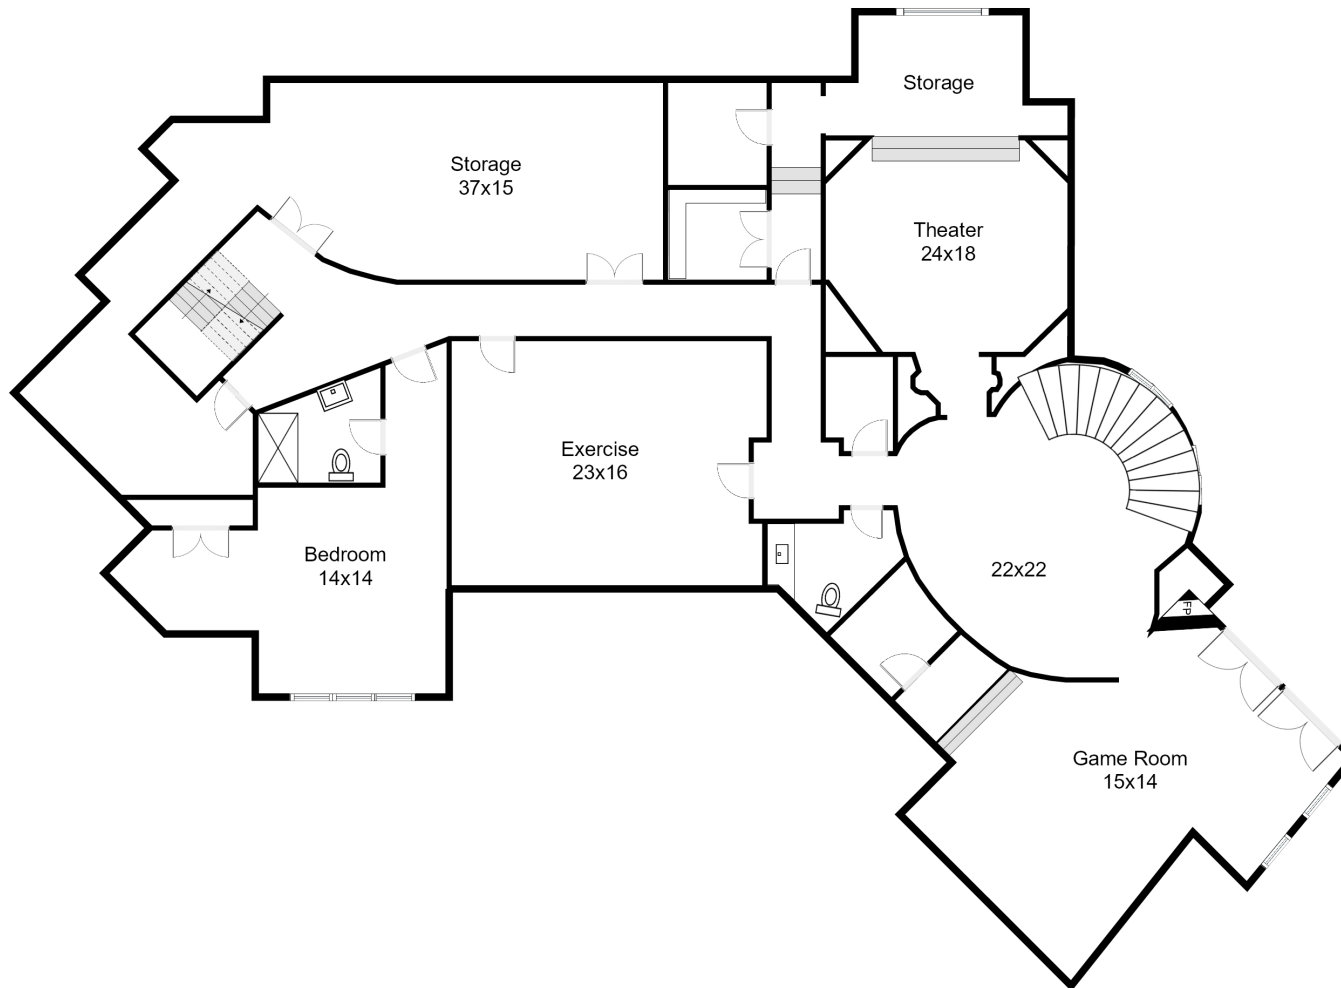 Storage
Storage
37x15
Theater
24x18
Exercise
23x16
Bedroom
14x14
22x22
FP
Game Room
15x14